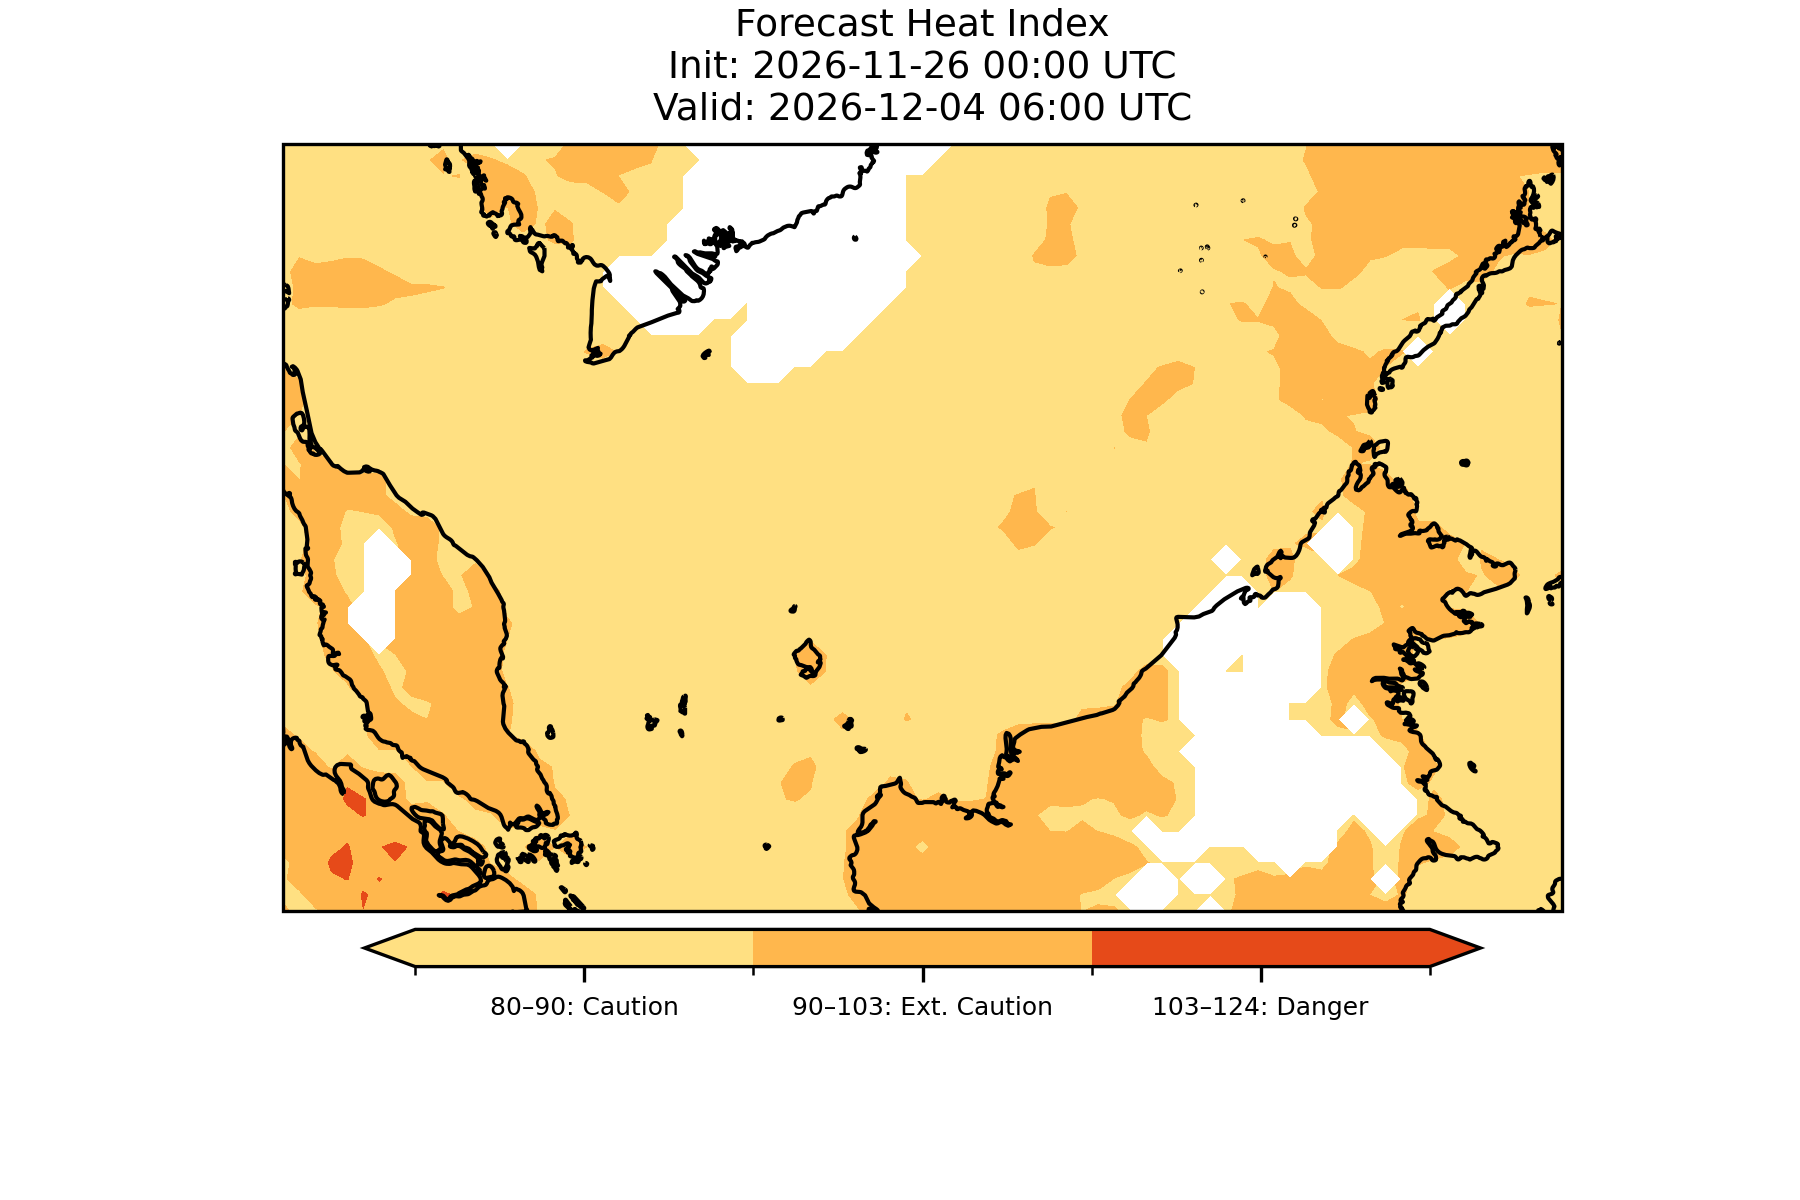 Forecast Heat Index
Init: 2026-11-26 00:00 UTC
Valid: 2026-12-04 06:00 UTC
80–90: Caution
90–103: Ext. Caution
103–124: Danger